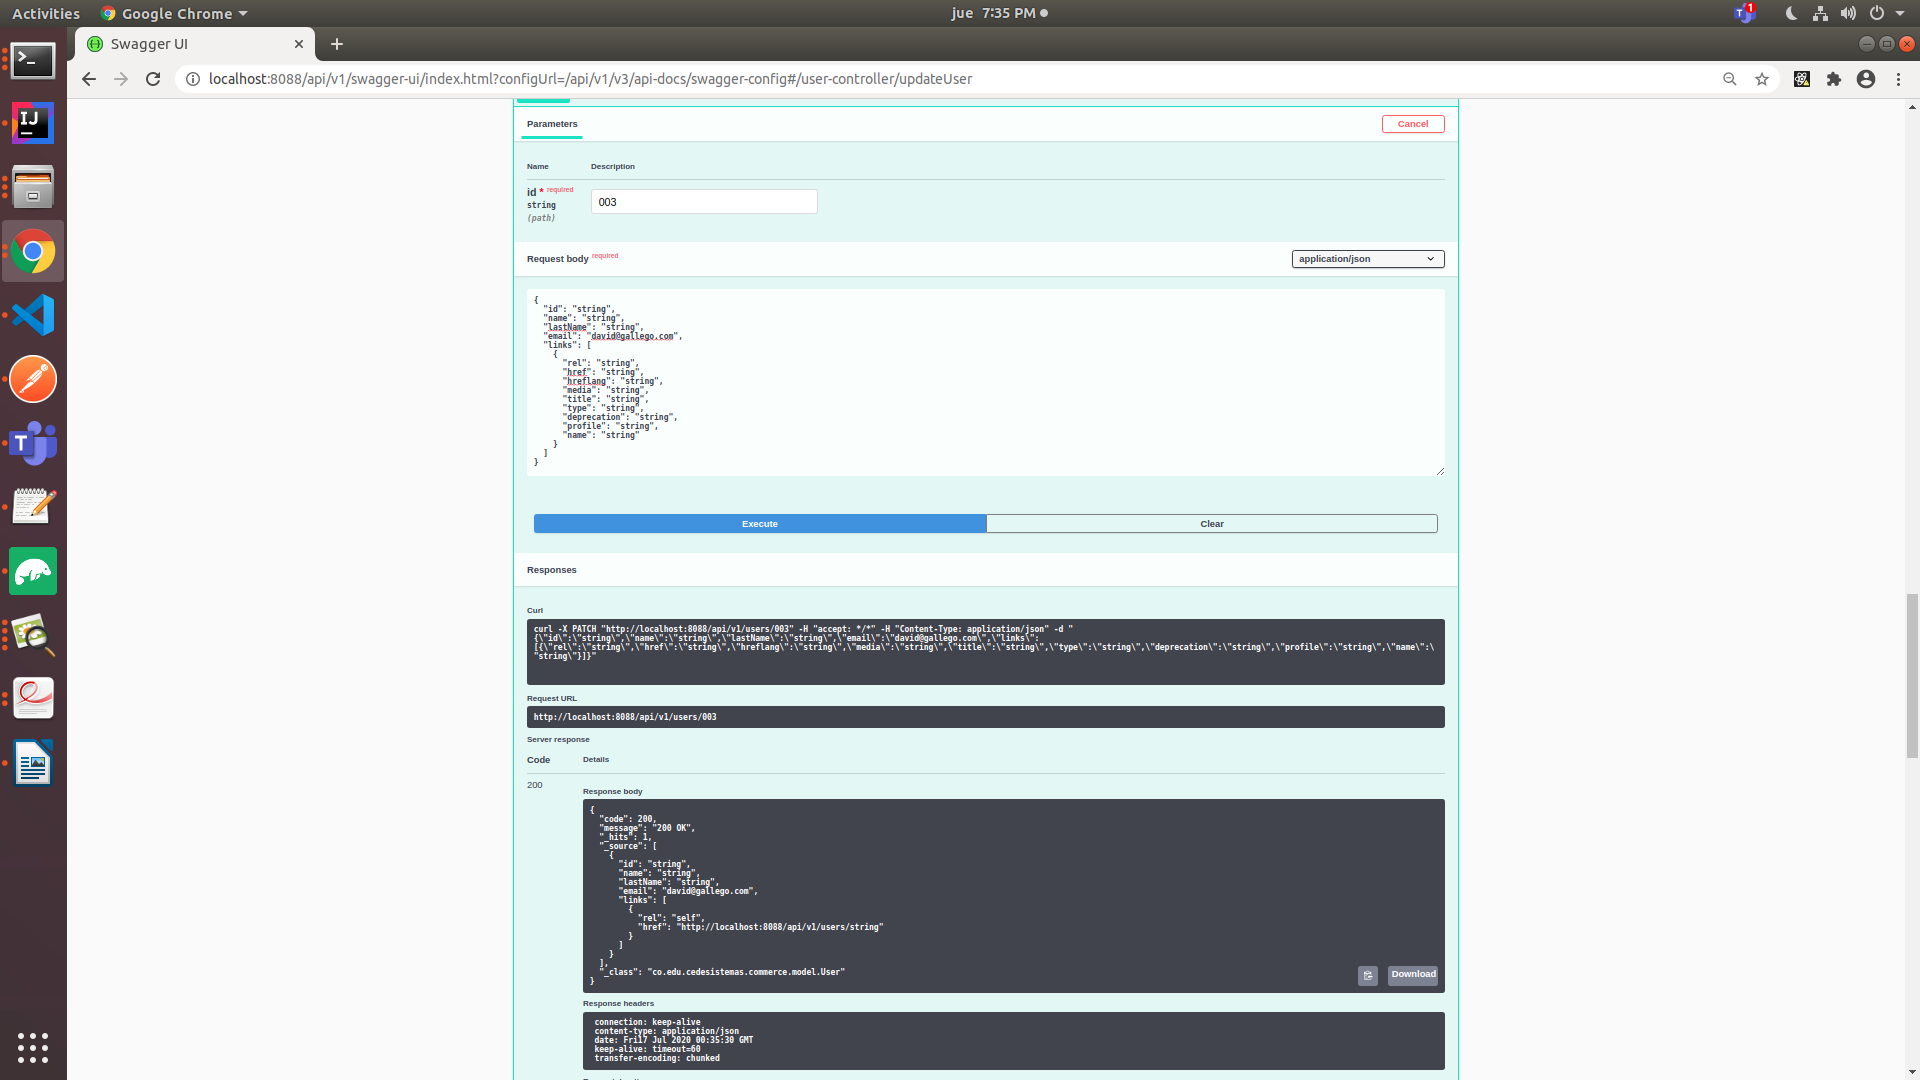 Activities
Google Chrome
jue 7:35 PM
1
Swagger UI
localhost:8088/api/v1/swagger-ui/index.html?configUrl=/api/v1/v3/api-docs/swagger-config#/user-controller/updateUser
Parameters
Cancel
Name Description
id * required
string
(path)
003
Request body required
application/json
{
"id": "string",
"name": "string",
"lastName": "string",
"email": "david@gallego.com",
"links": [
{
"rel": "string",
"href": "string",
"hreflang": "string",
"media": "string",
"title": "string",
"type": "string",
"deprecation": "string",
"profile": "string",
"name": "string"
}
]
}
Execute
Clear
Responses
Curl
curl -X PATCH "http://localhost:8088/api/v1/users/003" -H "accept: */*" -H "Content-Type: application/json" -d "
{\"id\":\"string\",\"name\":\"string\",\"lastName\":\"string\",\"email\":\"david@gallego.com\",\"links\":
[{\"rel\":\"string\",\"href\":\"string\",\"hreflang\":\"string\",\"media\":\"string\",\"title\":\"string\",\"type\":\"string\",\"deprecation\":\"string\",\"profile\":\"string\",\"name\":\
"string\"}]}"
Request URL
http://localhost:8088/api/v1/users/003
Server response
Code Details
200
Response body
{
"code": 200,
"message": "200 OK",
"_hits": 1,
"_source": [
{
"id": "string",
"name": "string",
"lastName": "string",
"email": "david@gallego.com",
"links": [
{
"rel": "self",
"href": "http://localhost:8088/api/v1/users/string"
}
]
}
],
"_class": "co.edu.cedesistemas.commerce.model.User"
}
Download
Response headers
connection: keep-alive
content-type: application/json
date: Fri17 Jul 2020 00:35:30 GMT
keep-alive: timeout=60
transfer-encoding: chunked